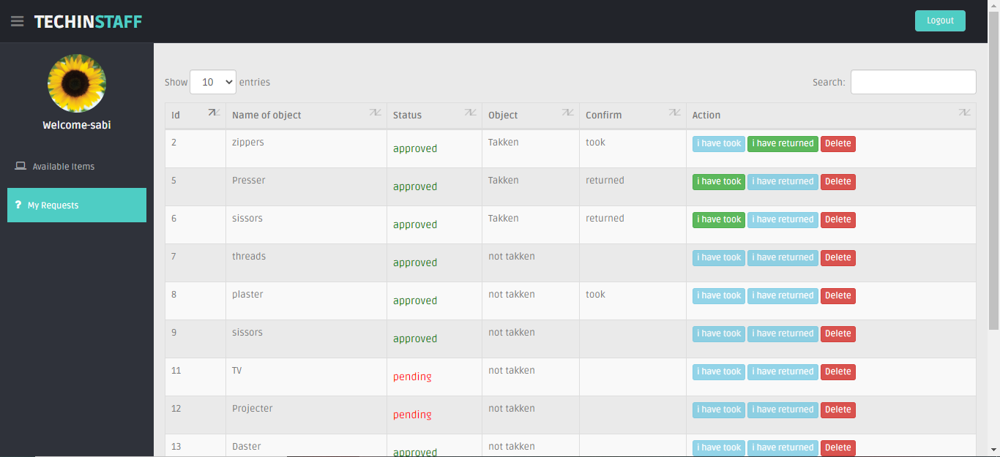 TECHINSTAFF Logout
Welcome-sabi
Available Items
? My Requests
Show 10 entries Search:
Id Name of object Status Object Confirm Action
2 zippers approved Takken took i have took i have returned Delete
5 Presser approved Takken returned i have took i have returned Delete
6 sissors approved Takken returned i have took i have returned Delete
7 threads approved not takken i have took i have returned Delete
8 plaster approved not takken took i have took i have returned Delete
9 sissors approved not takken i have took i have returned Delete
11 TV pending not takken i have took i have returned Delete
12 Projecter pending not takken i have took i have returned Delete
13 Daster approved not takken i have took i have returned Delete